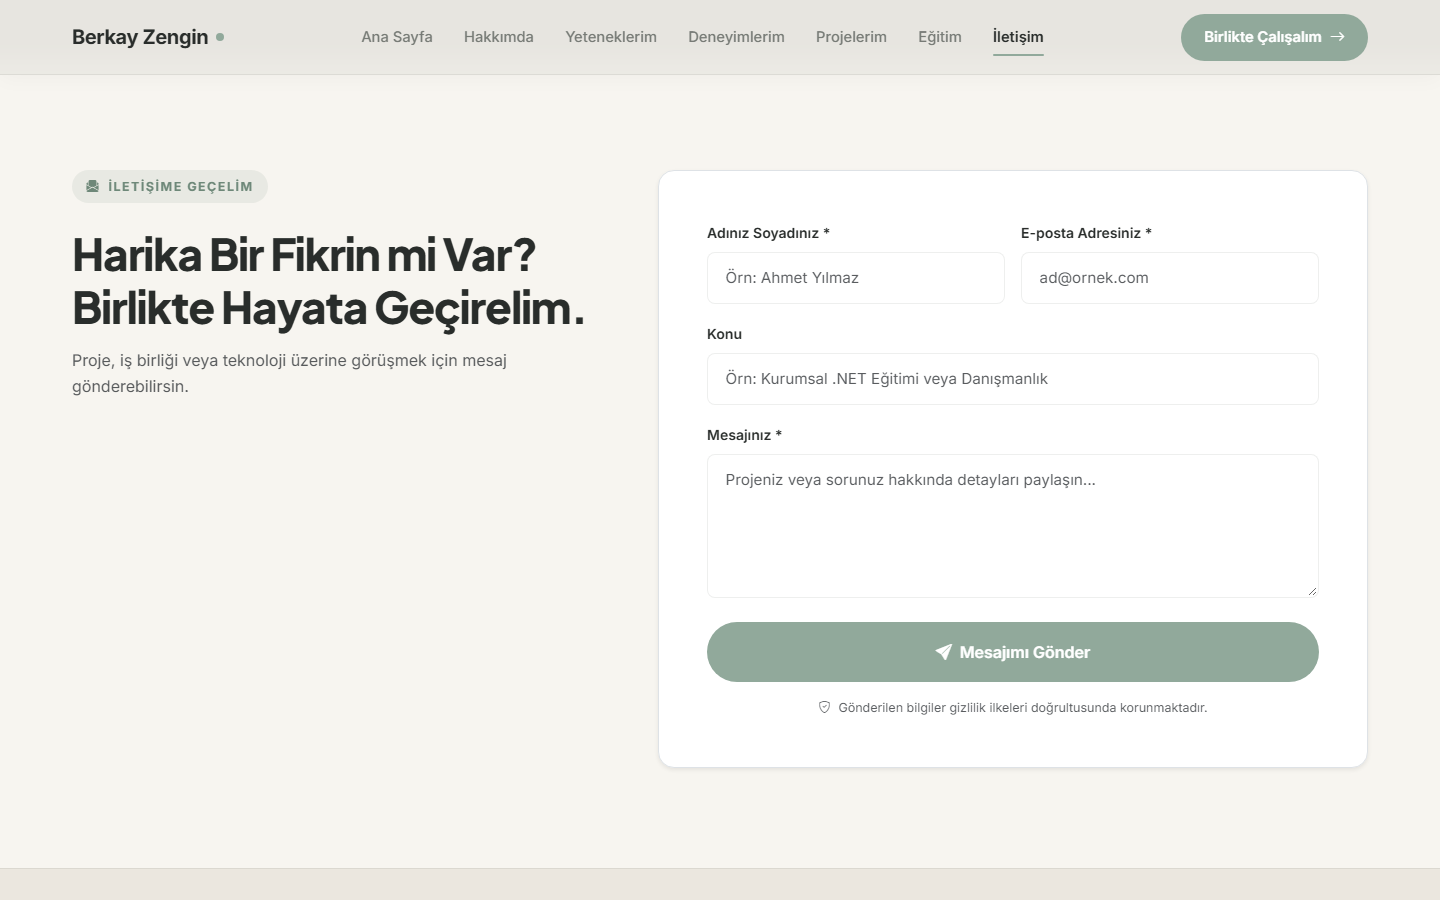 Berkay Zengin
Ana Sayfa
Hakkımda
Yeteneklerim
Deneyimlerim
Projelerim
Eğitim
İletişim
Birlikte Çalışalım →
İLETİŞİME GEÇELİM
Harika Bir Fikrin mi Var?
Birlikte Hayata Geçirelim.
Proje, iş birliği veya teknoloji üzerine görüşmek için mesaj
gönderebilirsin.
Adınız Soyadınız *
Örn: Ahmet Yılmaz
E-posta Adresiniz *
ad@ornek.com
Konu
Örn: Kurumsal .NET Eğitimi veya Danışmanlık
Mesajınız *
Projeniz veya sorunuz hakkında detayları paylaşın...
Mesajımı Gönder
Gönderilen bilgiler gizlilik ilkeleri doğrultusunda korunmaktadır.